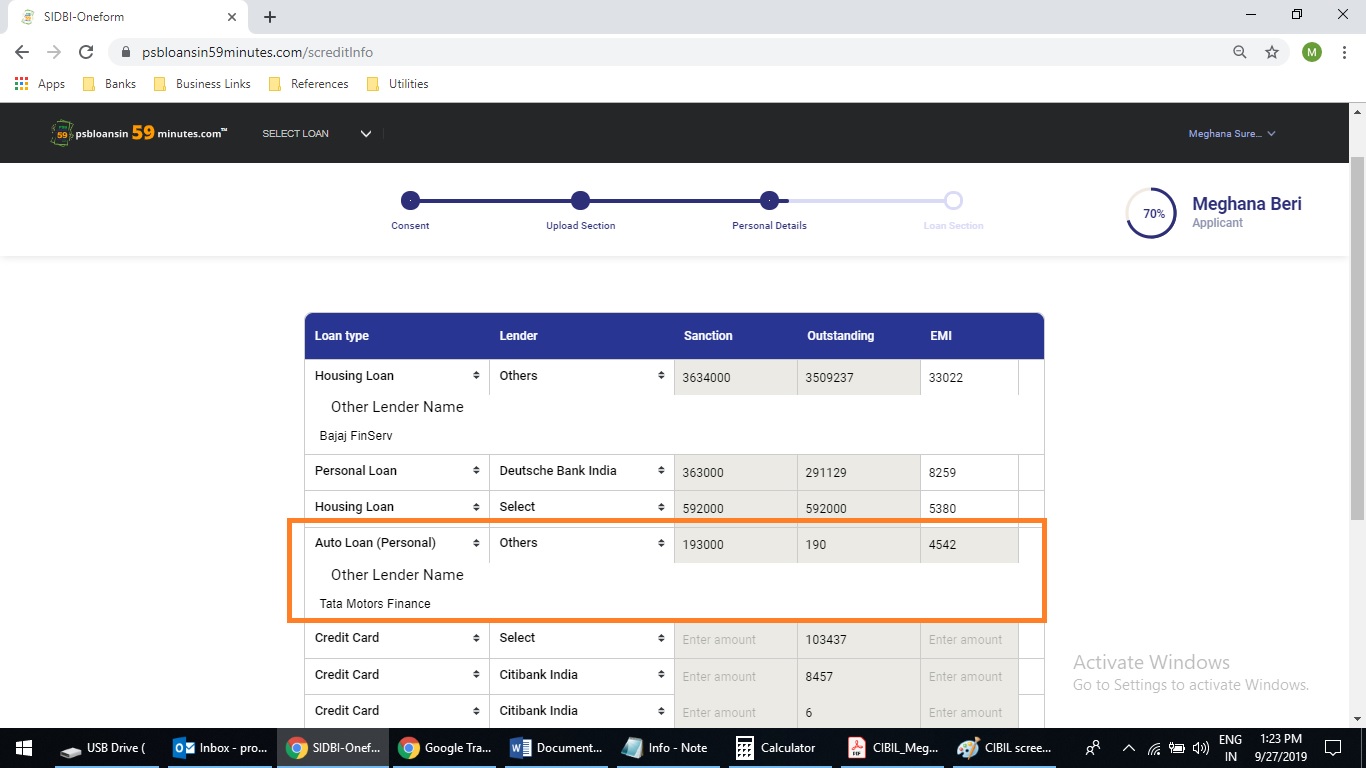 SIDBI-Oneform
psbloansin59minutes.com/screditInfo
M
Apps Banks Business Links References Utilities
psbloansin 59 minutes.com™ SELECT LOAN Meghana Sure...
Consent Upload Section Personal Details Loan Section
70% Meghana Beri
Applicant
Loan type Lender Sanction Outstanding EMI
Housing Loan Others 3634000 3509237 33022
Other Lender Name
Bajaj FinServ
Personal Loan Deutsche Bank India 363000 291129 8259
Housing Loan Select 592000 592000 5380
Auto Loan (Personal) Others 193000 190 4542
Other Lender Name
Tata Motors Finance
Credit Card Select Enter amount 103437 Enter amount
Credit Card Citibank India Enter amount 8457 Enter amount
Credit Card Citibank India Enter amount 6 Enter amount
Activate Windows
Go to Settings to activate Windows.
USB Drive ( Inbox - pro... SIDBI-Onef... Google Tra... Document... Info - Note Calculator CIBIL_Meg... CIBIL scree... ENG 1:23 PM
IN 9/27/2019